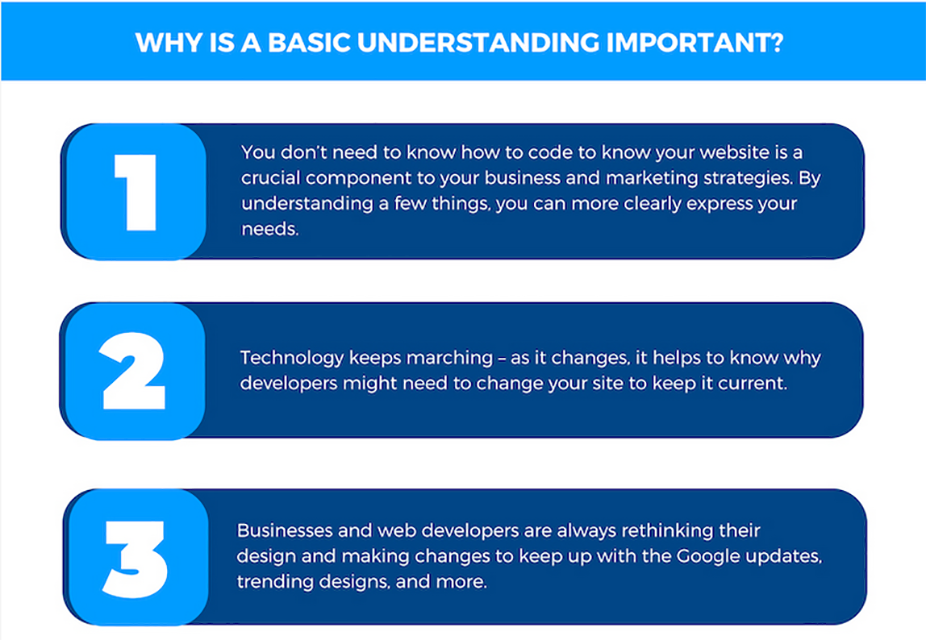 WHY IS A BASIC UNDERSTANDING IMPORTANT?
1
You don't need to know how to code to know your website is a
crucial component to your business and marketing strategies. By
understanding a few things, you can more clearly express your
needs.
2
Technology keeps marching – as it changes, it helps to know why
developers might need to change your site to keep it current.
3
Businesses and web developers are always rethinking their
design and making changes to keep up with the Google updates,
trending designs, and more.